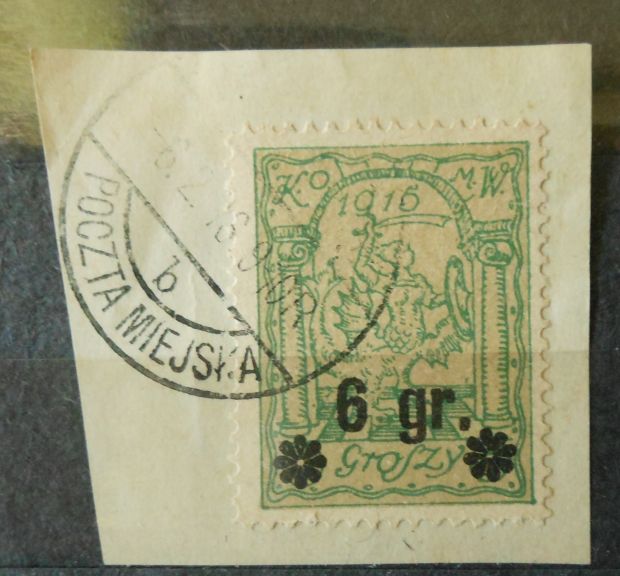 K.O M.W.
1916
6 gr.
Groszy
POCZTA MIEJSKA
b